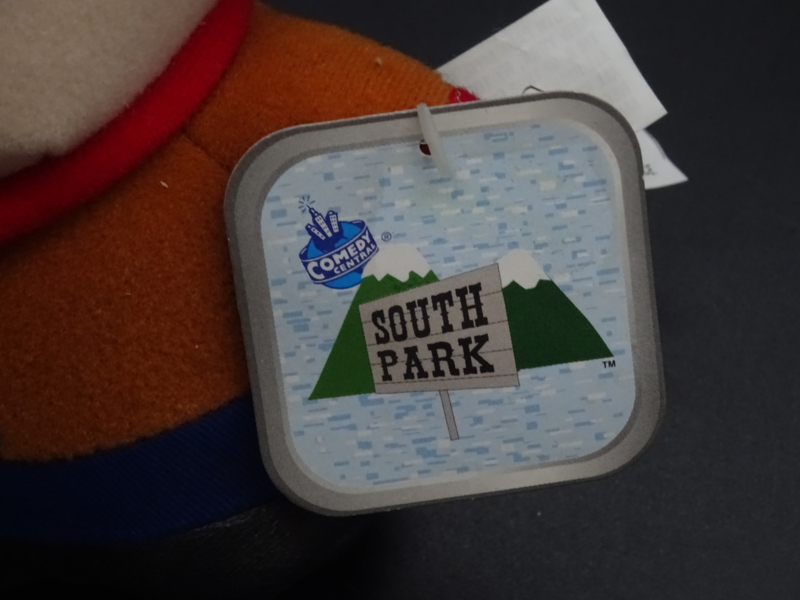 COMEDY
CENTRAL
®
SOUTH
PARK
TM